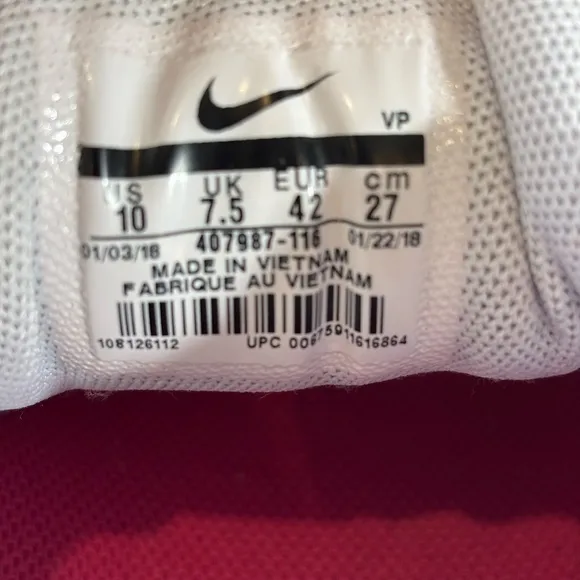 VP
US UK EUR cm
10 7.5 42 27
01/03/18 407987-116 01/22/18
MADE IN VIETNAM
FABRIQUE AU VIETNAM
108126112 UPC 00675911616864